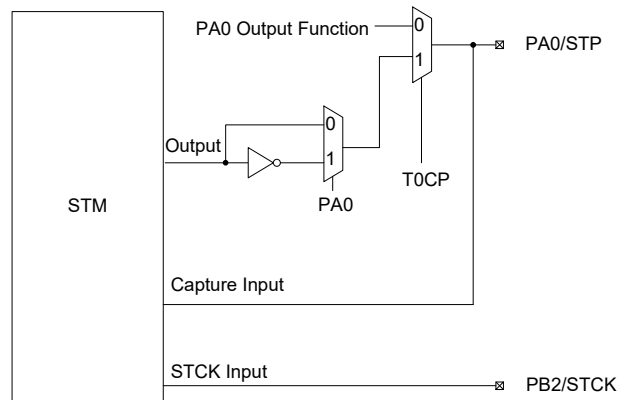 PA0 Output Function
0
1
PA0/STP
Output
0
1
T0CP
PA0
STM
Capture Input
STCK Input
PB2/STCK